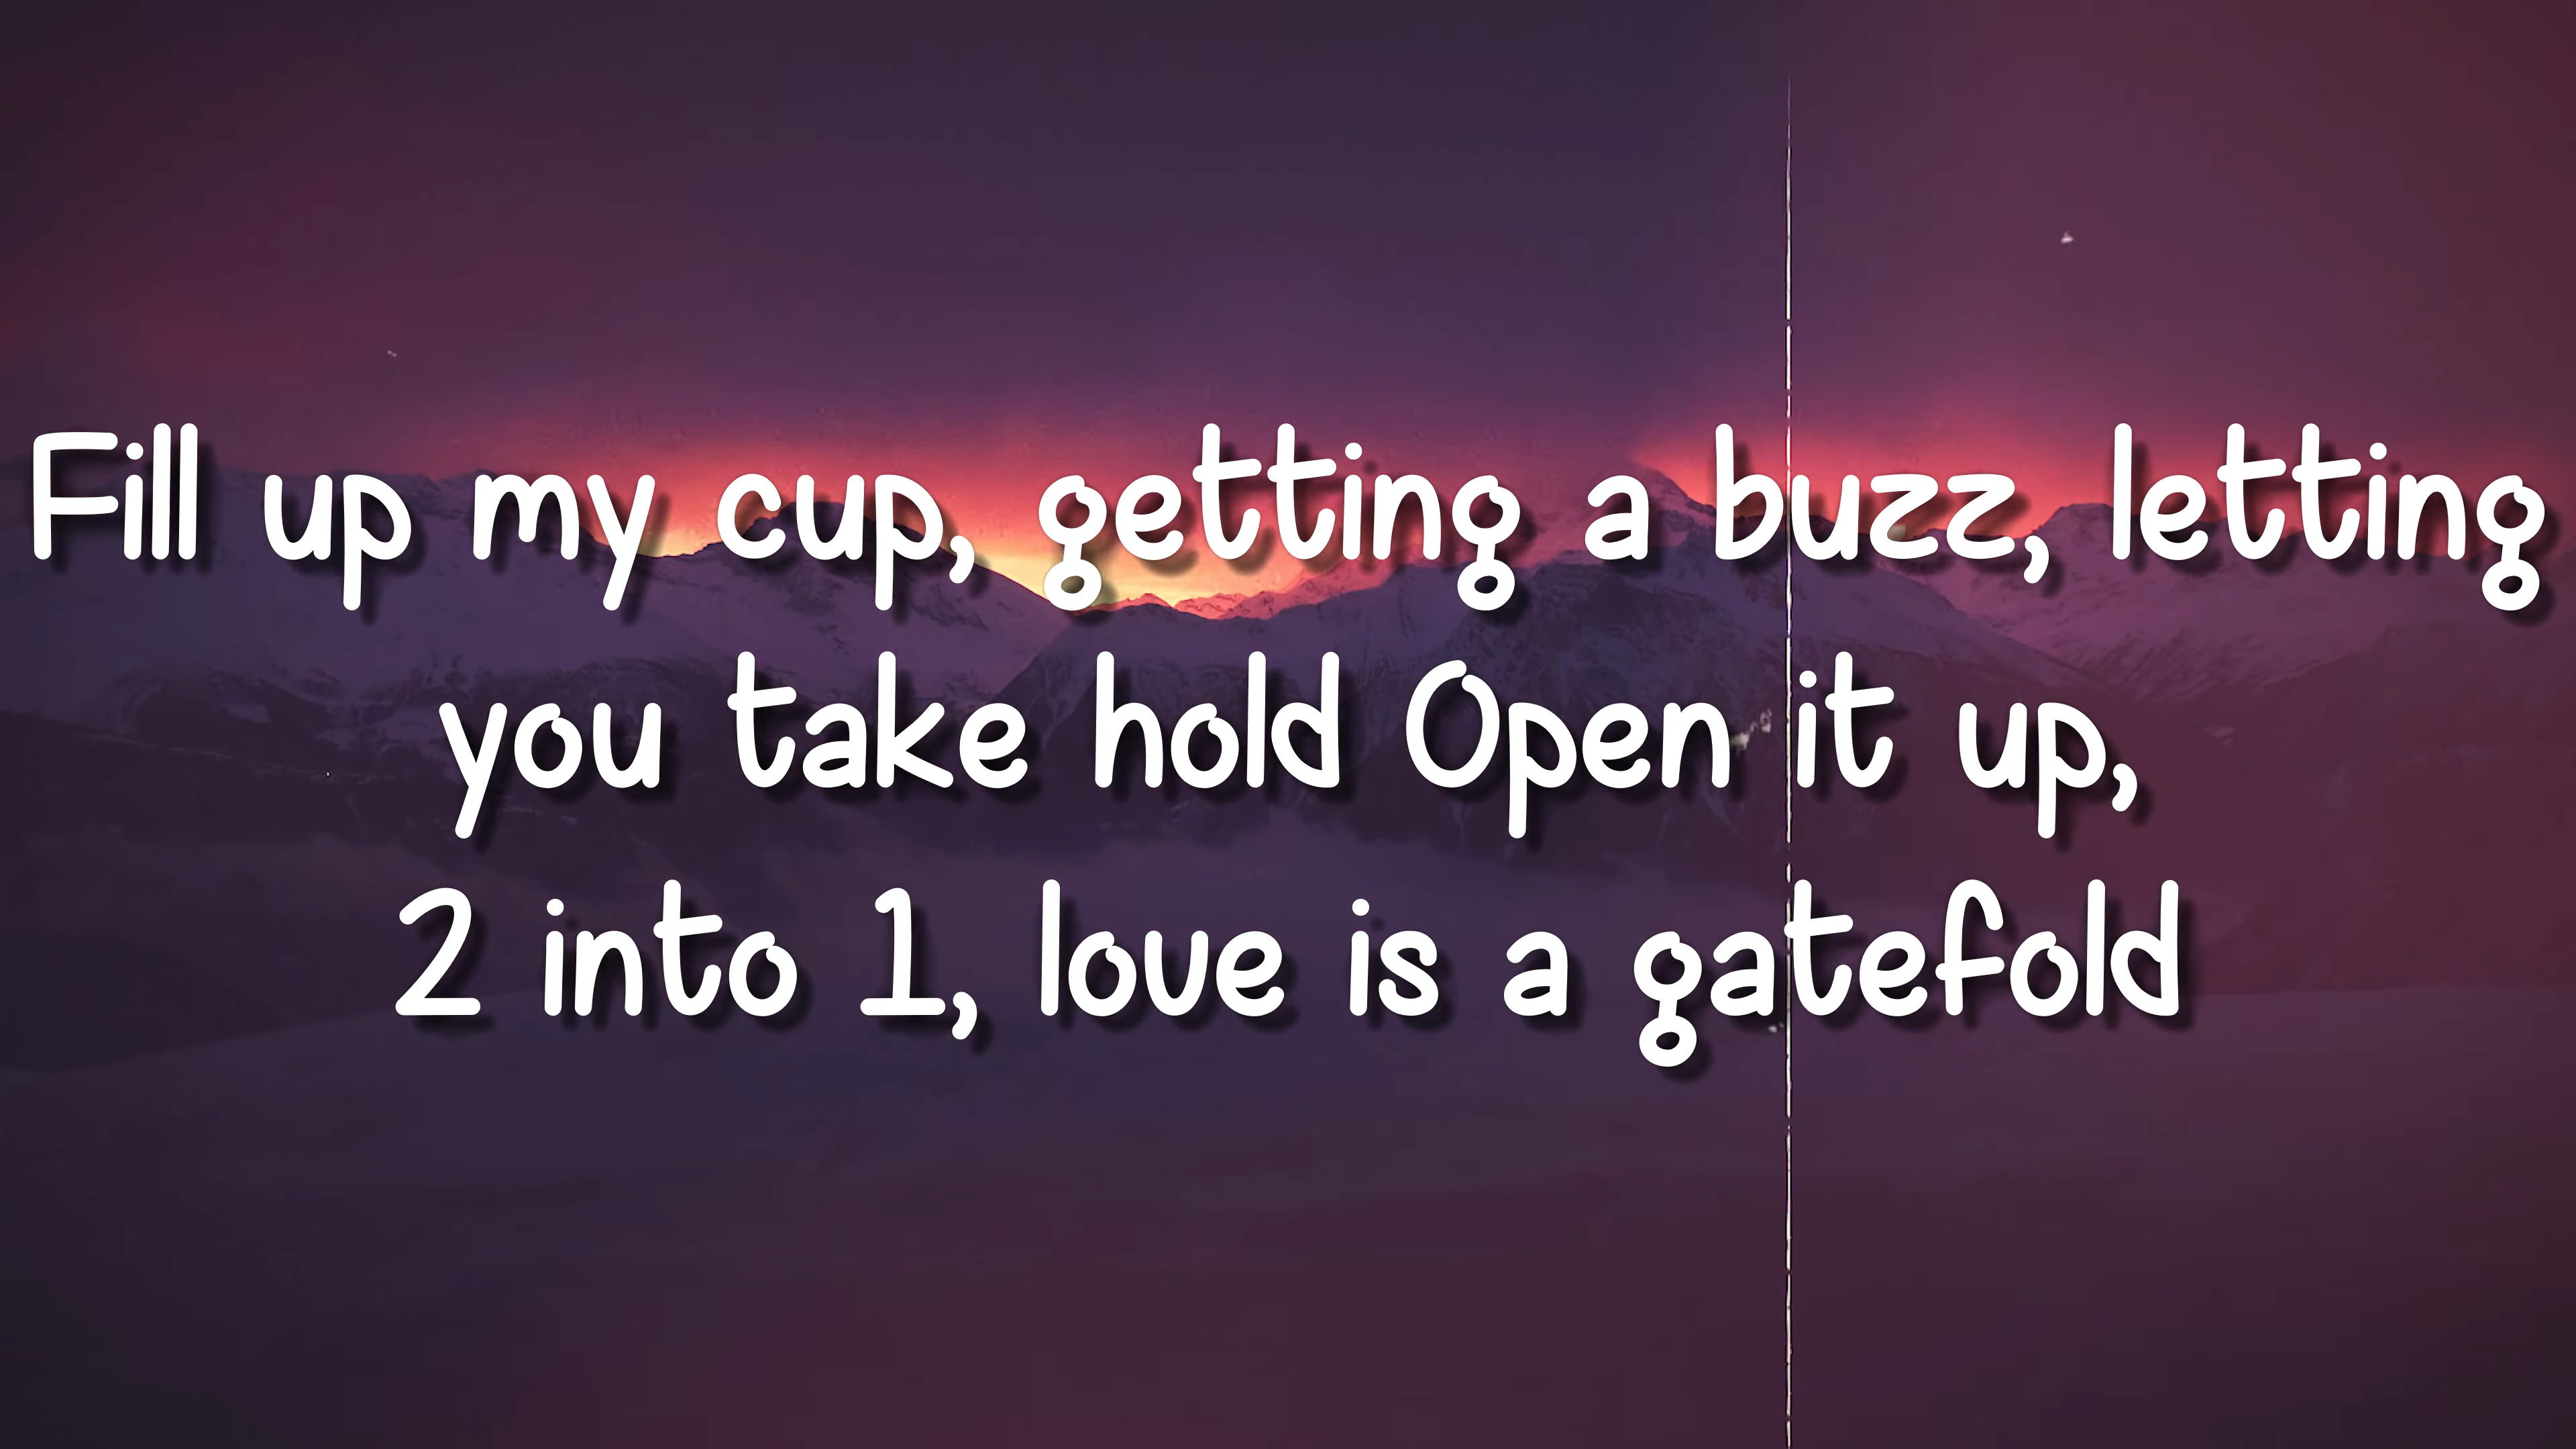 Fill up my cup, getting a buzz, letting
you take hold Open it up,
2 into 1, love is a gatefold